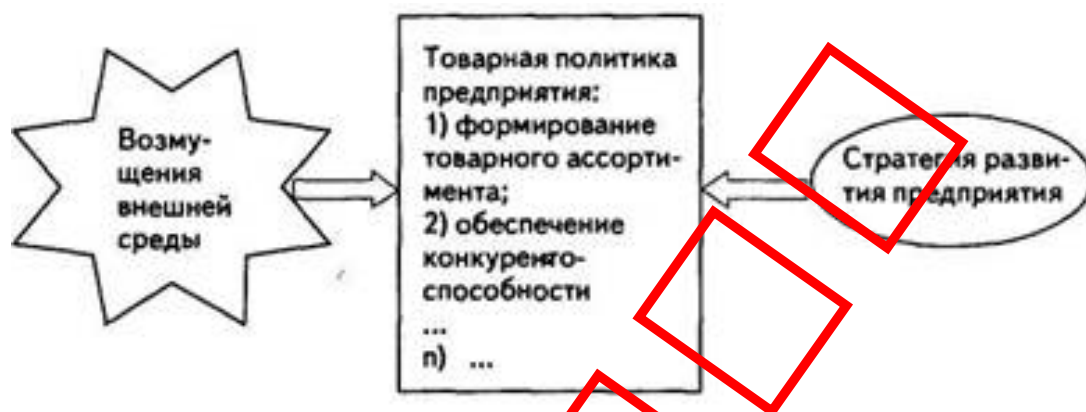 Возму-
щения
внешней
среды
Товарная политика
предприятия:
1) формирование
товарного ассорти-
мента;
2) обеспечение
конкуренто-
способности
...
n) ...
Стратегия разви-
тия предприятия